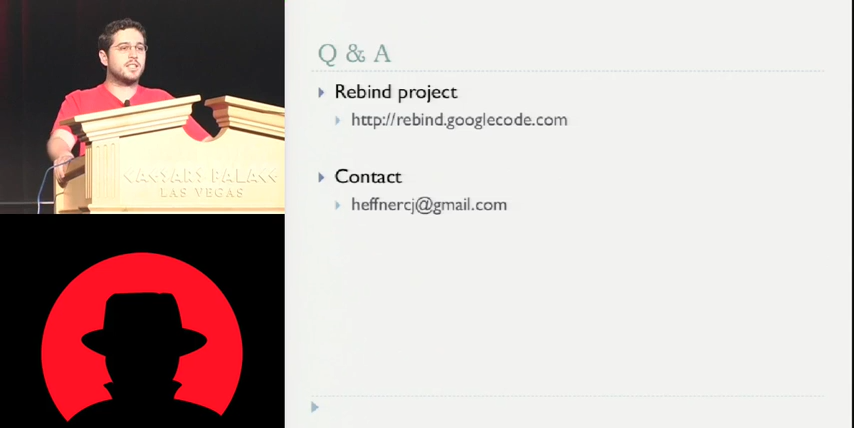 CAESARS PALACE
LAS VEGAS
Q & A
Rebind project
http://rebind.googlecode.com
Contact
heffnercj@gmail.com